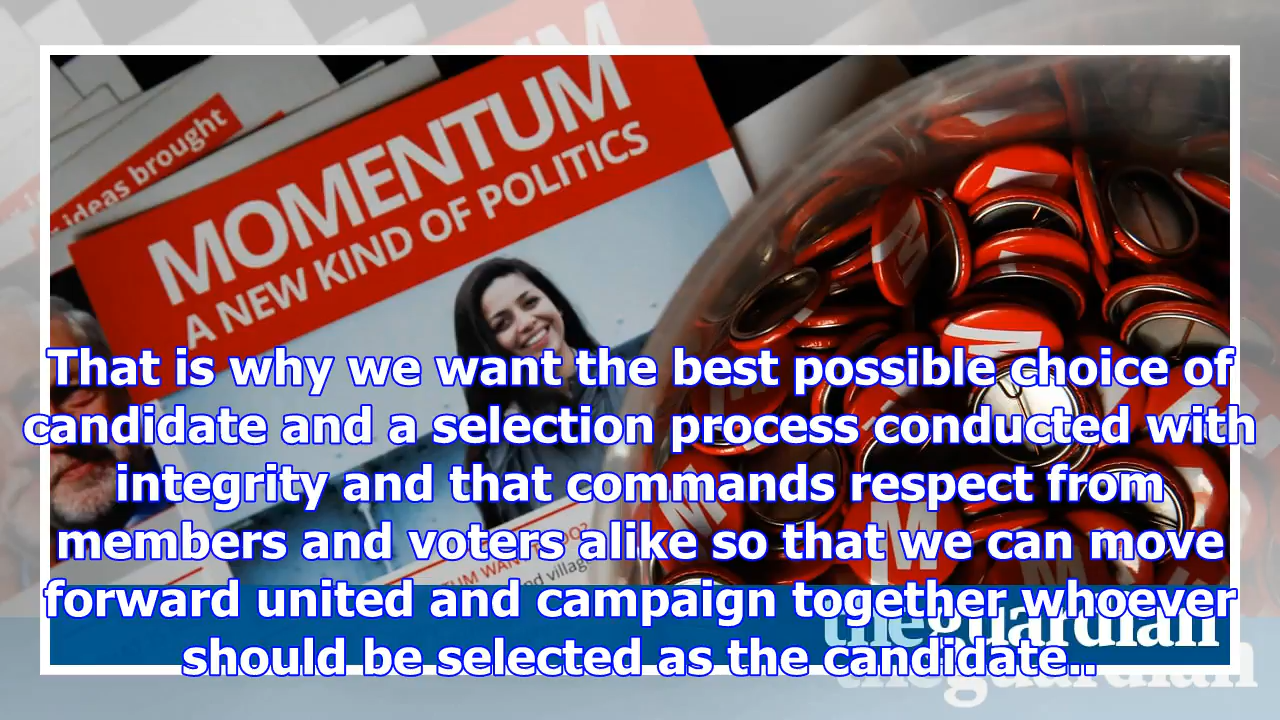 ideas brought
MOMENTUM
A NEW KIND OF POLITICS
That is why we want the best possible choice of
candidate and a selection process conducted with
integrity and that commands respect from
members and voters alike so that we can move
forward united and campaign together whoever
should be selected as the candidate..
theguardian
theguardian